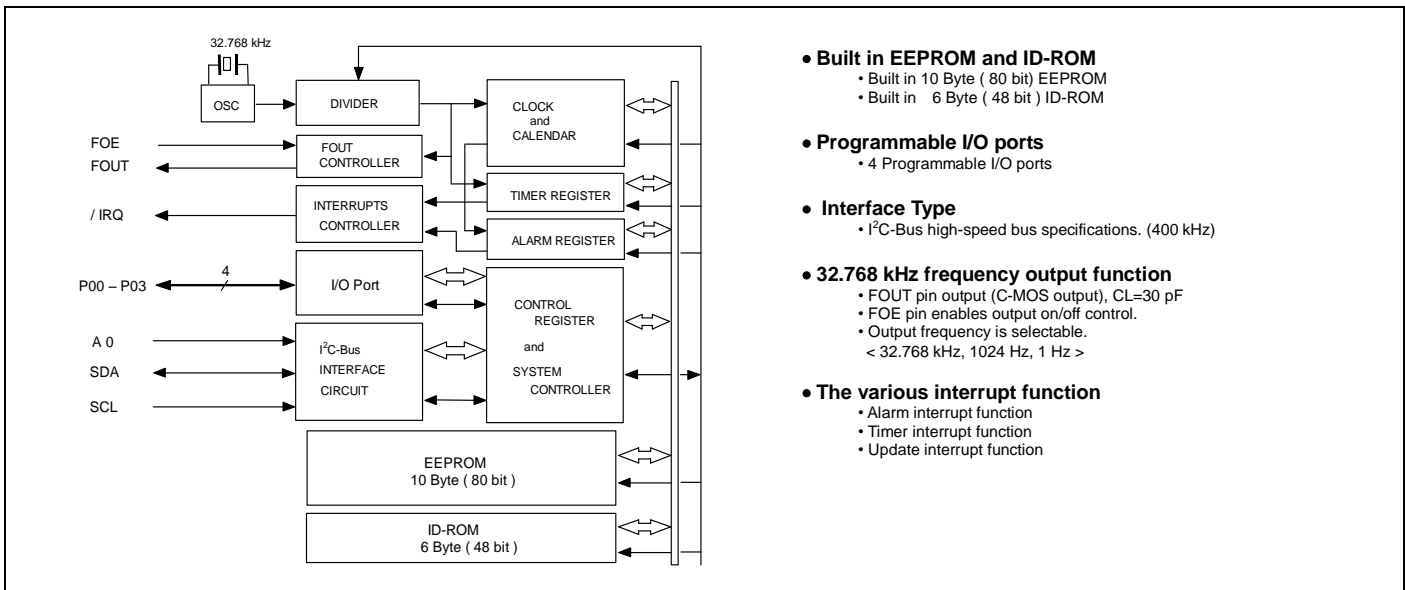 32.768 kHz
OSC
DIVIDER
CLOCK
and
CALENDAR
FOE
FOUT
FOUT
CONTROLLER
TIMER REGISTER
/ IRQ
INTERRUPTS
CONTROLLER
ALARM REGISTER
P00 – P03
4
I/O Port
CONTROL
REGISTER
and
SYSTEM
CONTROLLER
A 0
SDA
SCL
I²C-Bus
INTERFACE
CIRCUIT
EEPROM
10 Byte ( 80 bit )
ID-ROM
6 Byte ( 48 bit )
● Built in EEPROM and ID-ROM
• Built in 10 Byte ( 80 bit) EEPROM
• Built in 6 Byte ( 48 bit ) ID-ROM
● Programmable I/O ports
• 4 Programmable I/O ports
● Interface Type
• I²C-Bus high-speed bus specifications. (400 kHz)
● 32.768 kHz frequency output function
• FOUT pin output (C-MOS output), CL=30 pF
• FOE pin enables output on/off control.
• Output frequency is selectable.
< 32.768 kHz, 1024 Hz, 1 Hz >
● The various interrupt function
• Alarm interrupt function
• Timer interrupt function
• Update interrupt function